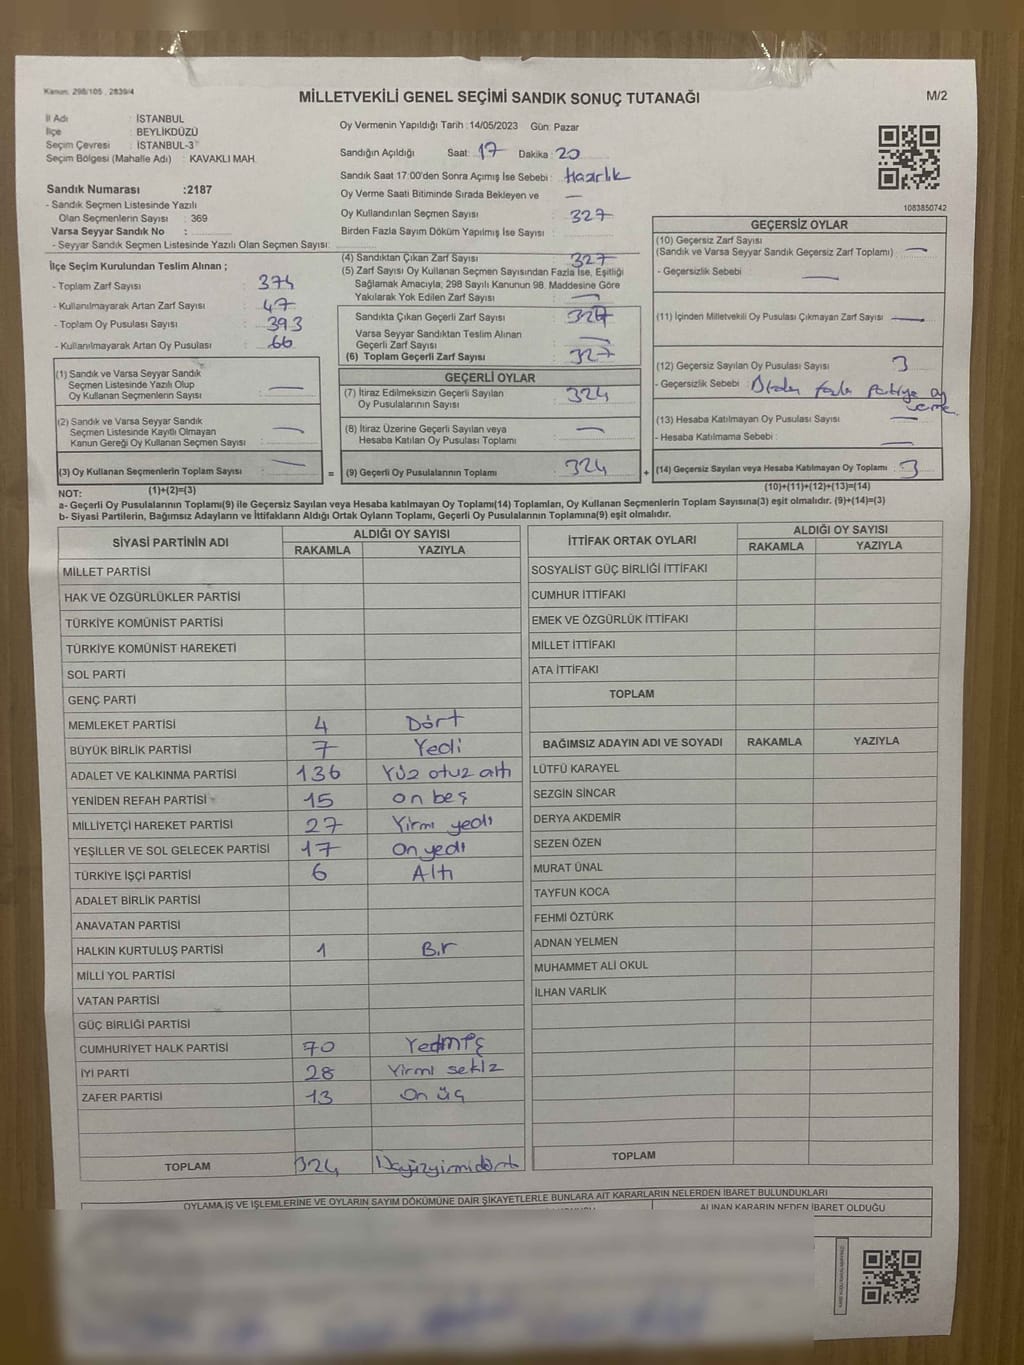 Kanun: 298/105 , 2839/4
MİLLETVEKİLİ GENEL SEÇİMİ SANDIK SONUÇ TUTANAĞI
M/2
İl Adı : İSTANBUL
İlçe : BEYLİKDÜZÜ
Seçim Çevresi : İSTANBUL-3
Seçim Bölgesi (Mahalle Adı) : KAVAKLI MAH.
Sandık Numarası :2187
- Sandık Seçmen Listesinde Yazılı
Olan Seçmenlerin Sayısı : 369
Varsa Seyyar Sandık No :
- Seyyar Sandık Seçmen Listesinde Yazılı Olan Seçmen Sayısı:
Oy Vermenin Yapıldığı Tarih :14/05/2023 Gün: Pazar
Sandığın Açıldığı Saat: 17 Dakika: 20
Sandık Saat 17:00'den Sonra Açımış İse Sebebi : Hazırlık
Oy Verme Saati Bitiminde Sırada Bekleyen ve —
Oy Kullandırılan Seçmen Sayısı 327
Birden Fazla Sayım Döküm Yapılmış İse Sayısı :
1083850742
İlçe Seçim Kurulundan Teslim Alınan ;
- Toplam Zarf Sayısı : 374
- Kullanılmayarak Artan Zarf Sayısı : 47
- Toplam Oy Pusulası Sayısı : 393
- Kullanılmayarak Artan Oy Pusulası : 66
(1) Sandık ve Varsa Seyyar Sandık
Seçmen Listesinde Yazılı Olup
Oy Kullanan Seçmenlerin Sayısı : —
(2) Sandık ve Varsa Seyyar Sandık
Seçmen Listesinde Kayıtlı Olmayan
Kanun Gereği Oy Kullanan Seçmen Sayısı : —
(3) Oy Kullanan Seçmenlerin Toplam Sayısı : —
(1)+(2)=(3)
(4) Sandıktan Çıkan Zarf Sayısı : 327
(5) Zarf Sayısı Oy Kullanan Seçmen Sayısından Fazla İse, Eşitliği
Sağlamak Amacıyla; 298 Sayılı Kanunun 98. Maddesine Göre
Yakılarak Yok Edilen Zarf Sayısı : —
Sandıkta Çıkan Geçerli Zarf Sayısı : 327
Varsa Seyyar Sandıktan Teslim Alınan
Geçerli Zarf Sayısı : —
(6) Toplam Geçerli Zarf Sayısı : 327
GEÇERLİ OYLAR
(7) İtiraz Edilmeksizin Geçerli Sayılan
Oy Pusulalarının Sayısı : 324
(8) İtiraz Üzerine Geçerli Sayılan veya
Hesaba Katılan Oy Pusulası Toplamı : —
= (9) Geçerli Oy Pusulalarının Toplamı : 324
GEÇERSİZ OYLAR
(10) Geçersiz Zarf Sayısı
(Sandık ve Varsa Seyyar Sandık Geçersiz Zarf Toplamı) : —
- Geçersizlik Sebebi : —
(11) İçinden Milletvekili Oy Pusulası Çıkmayan Zarf Sayısı : —
(12) Geçersiz Sayılan Oy Pusulası Sayısı : 3
- Geçersizlik Sebebi : Birden fazla partiye oy verme
(13) Hesaba Katılmayan Oy Pusulası Sayısı : —
- Hesaba Katılmama Sebebi : —
+ (14) Geçersiz Sayılan veya Hesaba Katılmayan Oy Toplamı : 3
(10)+(11)+(12)+(13)=(14)
NOT:
a- Geçerli Oy Pusulalarının Toplamı(9) ile Geçersiz Sayılan veya Hesaba katılmayan Oy Toplamı(14) Toplamları, Oy Kullanan Seçmenlerin Toplam Sayısına(3) eşit olmalıdır. (9)+(14)=(3)
b- Siyasi Partilerin, Bağımsız Adayların ve İttifakların Aldığı Ortak Oyların Toplamı, Geçerli Oy Pusulalarının Toplamına(9) eşit olmalıdır.
SİYASİ PARTİNİN ADI ALDIĞI OY SAYISI
RAKAMLA YAZIYLA
MİLLET PARTİSİ
HAK VE ÖZGÜRLÜKLER PARTİSİ
TÜRKİYE KOMÜNİST PARTİSİ
TÜRKİYE KOMÜNİST HAREKETİ
SOL PARTİ
GENÇ PARTİ
MEMLEKET PARTİSİ 4 Dört
BÜYÜK BİRLİK PARTİSİ 7 Yedi
ADALET VE KALKINMA PARTİSİ 136 Yüz otuz altı
YENİDEN REFAH PARTİSİ 15 on beş
MİLLİYETÇİ HAREKET PARTİSİ 27 Yirmi yedi
YEŞİLLER VE SOL GELECEK PARTİSİ 17 On yedi
TÜRKİYE İŞÇİ PARTİSİ 6 Altı
ADALET BİRLİK PARTİSİ
ANAVATAN PARTİSİ
HALKIN KURTULUŞ PARTİSİ 1 Bir
MİLLİ YOL PARTİSİ
VATAN PARTİSİ
GÜÇ BİRLİĞİ PARTİSİ
CUMHURİYET HALK PARTİSİ 70 Yetmiş
İYİ PARTİ 28 Yirmi sekiz
ZAFER PARTİSİ 13 On üç
TOPLAM 324 Üçyüzyirmidört
İTTİFAK ORTAK OYLARI ALDIĞI OY SAYISI
RAKAMLA YAZIYLA
SOSYALİST GÜÇ BİRLİĞİ İTTİFAKI
CUMHUR İTTİFAKI
EMEK VE ÖZGÜRLÜK İTTİFAKI
MİLLET İTTİFAKI
ATA İTTİFAKI
TOPLAM
BAĞIMSIZ ADAYIN ADI VE SOYADI RAKAMLA YAZIYLA
LÜTFÜ KARAYEL
SEZGİN SİNCAR
DERYA AKDEMİR
SEZEN ÖZEN
MURAT ÜNAL
TAYFUN KOCA
FEHMİ ÖZTÜRK
ADNAN YELMEN
MUHAMMET ALİ OKUL
İLHAN VARLIK
TOPLAM
OYLAMA İŞ VE İŞLEMLERİNE VE OYLARIN SAYIM DÖKÜMÜNE DAİR ŞİKAYETLERLE BUNLARA AİT KARARLARIN NELERDEN İBARET BULUNDUKLARI
ALINAN KARARIN NEDEN İBARET OLDUĞU